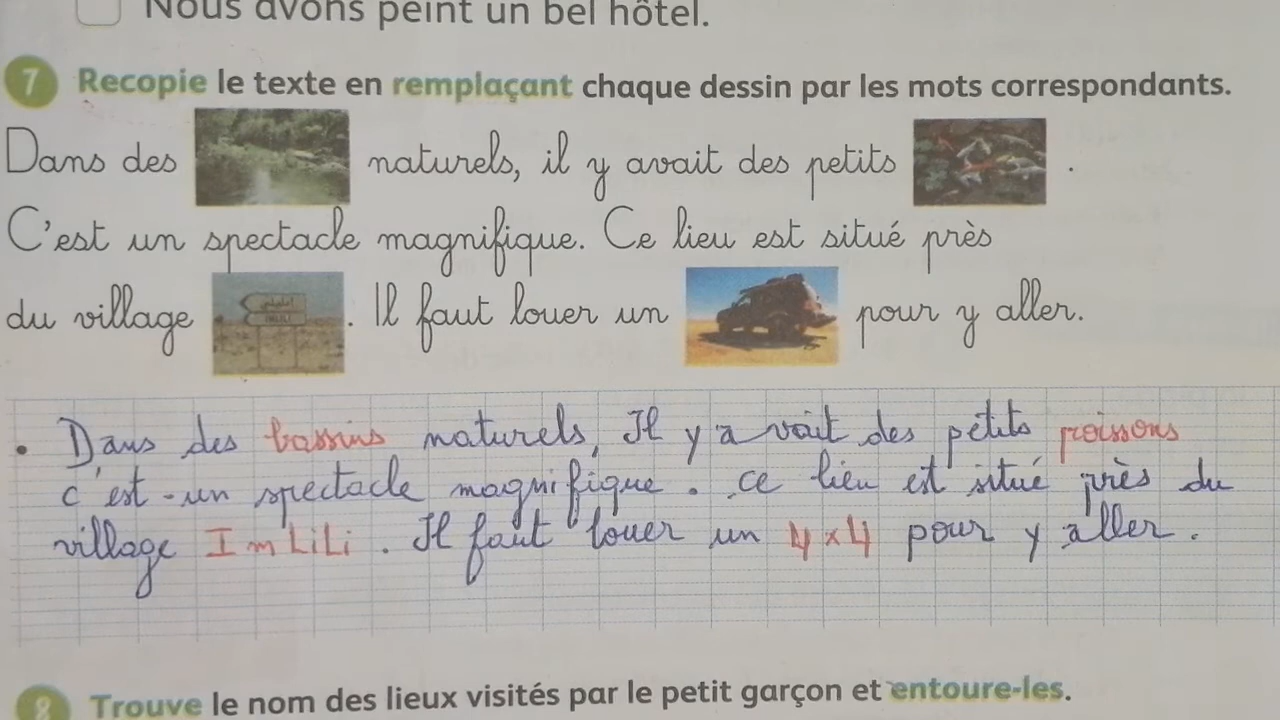 Nous avons peint un bel hôtel.
7 Recopie le texte en remplaçant chaque dessin par les mots correspondants.
Dans des naturels, il y avait des petits .
C'est un spectacle magnifique. Ce lieu est situé près
du village . Il faut louer un pour y aller.
• Dans des bassins naturels, Il y a vait des petits poissons
c'est-un spectacle magnifique. ce lieu est situé près du
village ImLiLi. Il faut louer un 4x4 pour y aller.
8 Trouve le nom des lieux visités par le petit garçon et entoure-les.